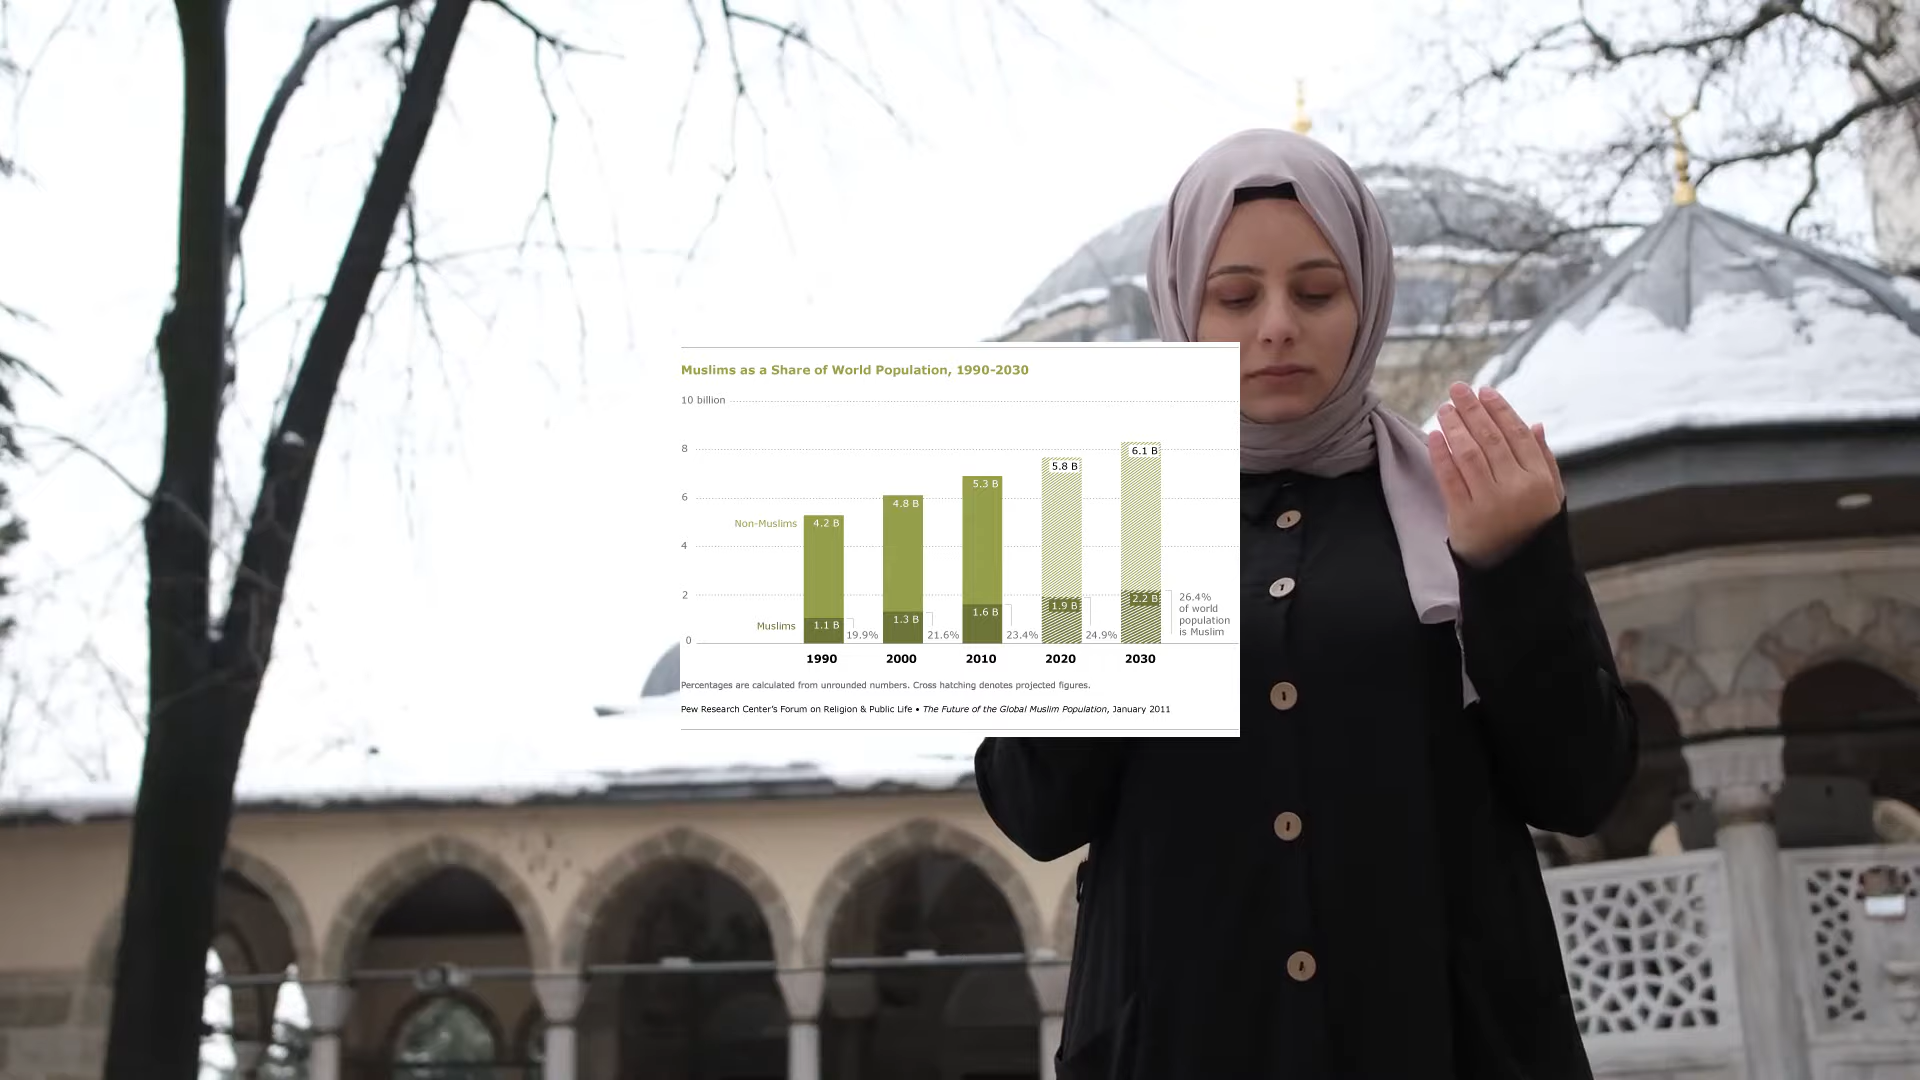 Muslims as a Share of World Population, 1990-2030
10 billion
8
6
4
2
0
Non-Muslims
Muslims
4.2 B
1.1 B
19.9%
4.8 B
1.3 B
21.6%
5.3 B
1.6 B
23.4%
5.8 B
1.9 B
24.9%
6.1 B
2.2 B
26.4%
of world
population
is Muslim
1990 2000 2010 2020 2030
Percentages are calculated from unrounded numbers. Cross hatching denotes projected figures.
Pew Research Center's Forum on Religion & Public Life • The Future of the Global Muslim Population, January 2011